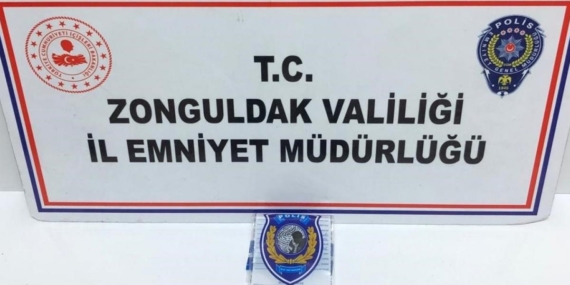 T.C.
ZONGULDAK VALİLİĞİ
İL EMNİYET MÜDÜRLÜĞÜ
POLİS
POLİS